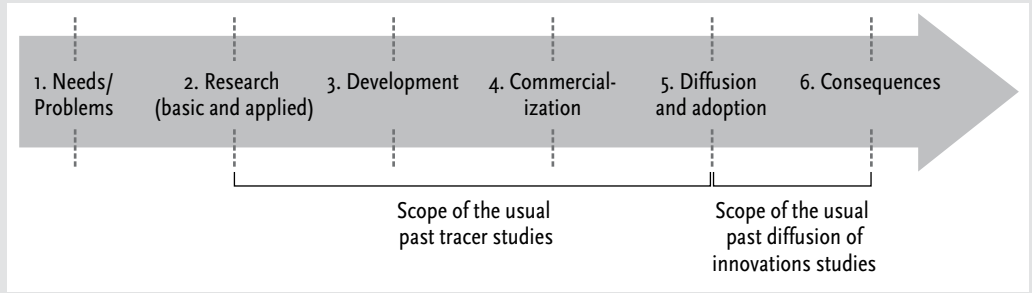 1. Needs/
Problems
2. Research
(basic and applied)
3. Development
4. Commercial-
ization
5. Diffusion
and adoption
6. Consequences
Scope of the usual
past tracer studies
Scope of the usual
past diffusion of
innovations studies